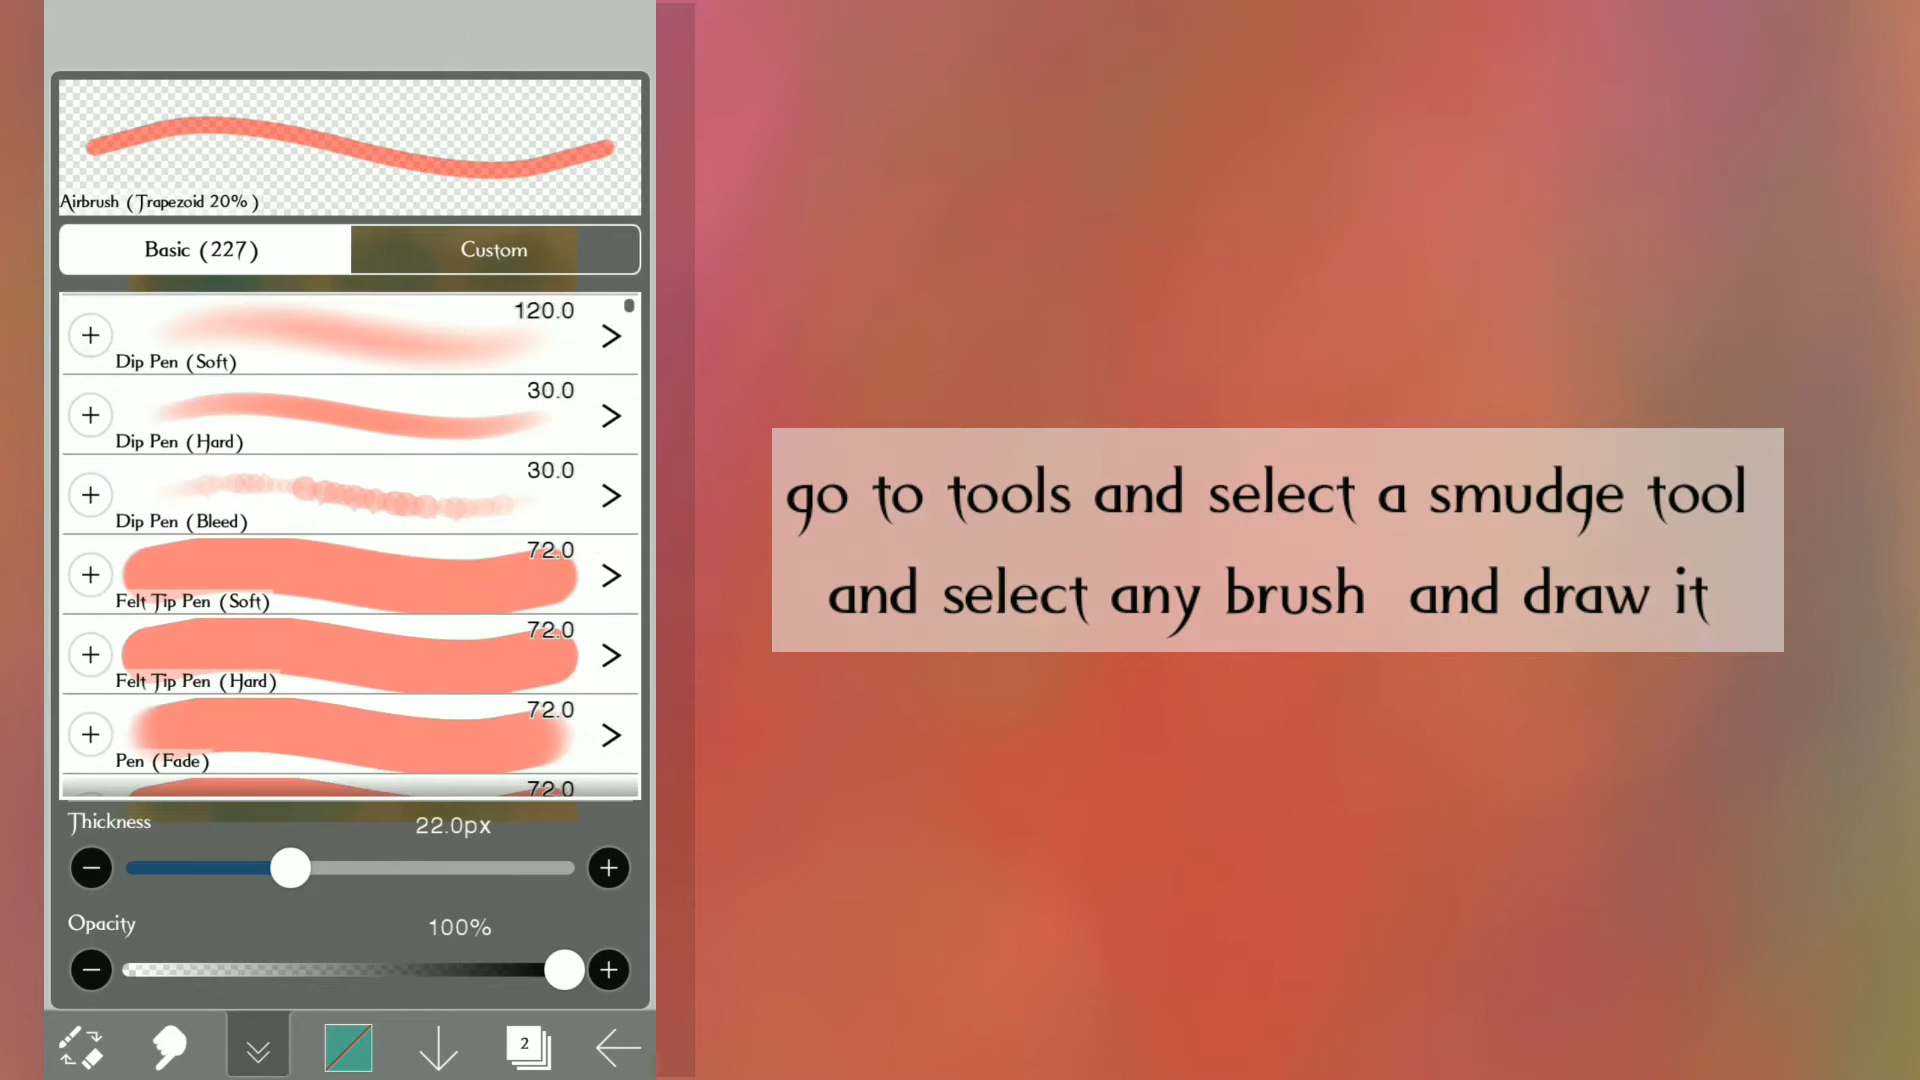 Airbrush (Trapezoid 20% )
Basic (227)
Custom
120.0
Dip Pen (Soft)
30.0
Dip Pen (Hard)
30.0
Dip Pen (Bleed)
72.0
Felt Tip Pen (Soft)
72.0
Felt Tip Pen (Hard)
72.0
Pen (Fade)
72.0
Thickness
22.0px
Opacity
100%
2
go to tools and select a smudge tool
and select any brush and draw it